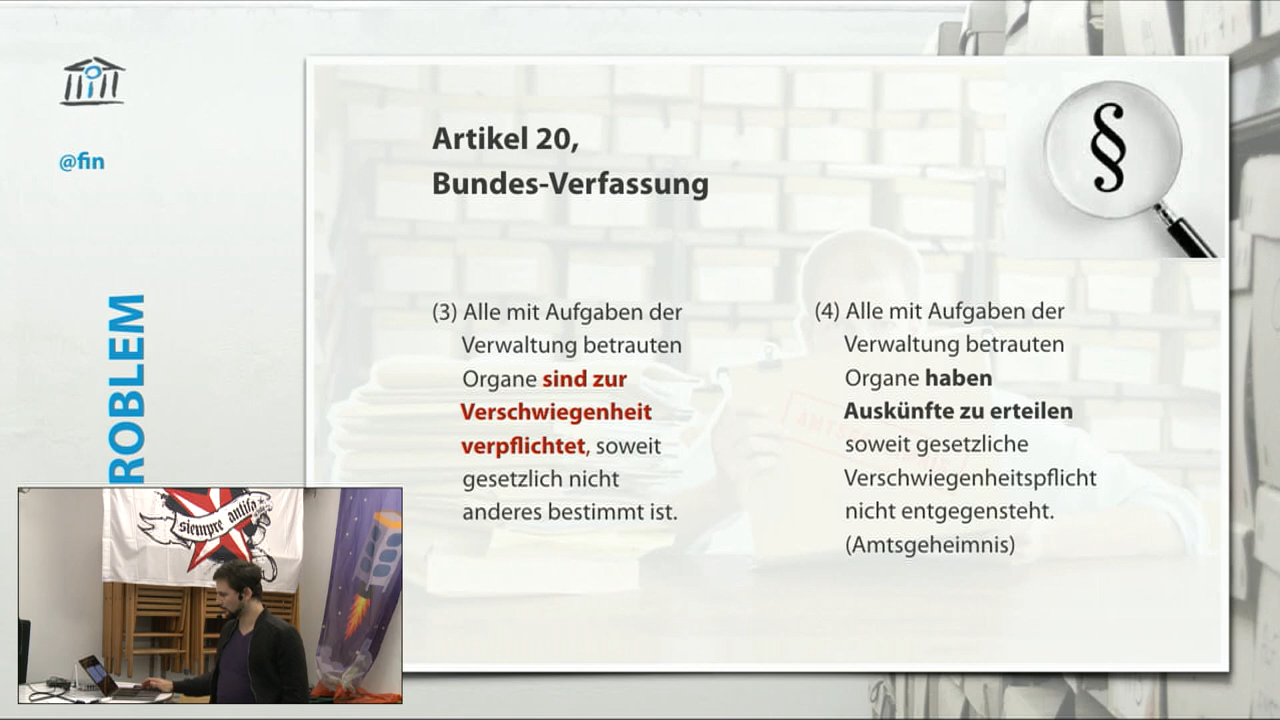 @fin
ROBLEM
Artikel 20,
Bundes-Verfassung
§
(3) Alle mit Aufgaben der
Verwaltung betrauten
Organe sind zur
Verschwiegenheit
verpflichtet, soweit
gesetzlich nicht
anderes bestimmt ist.
(4) Alle mit Aufgaben der
Verwaltung betrauten
Organe haben
Auskünfte zu erteilen
soweit gesetzliche
Verschwiegenheitspflicht
nicht entgegensteht.
(Amtsgeheimnis)
siempre antifa